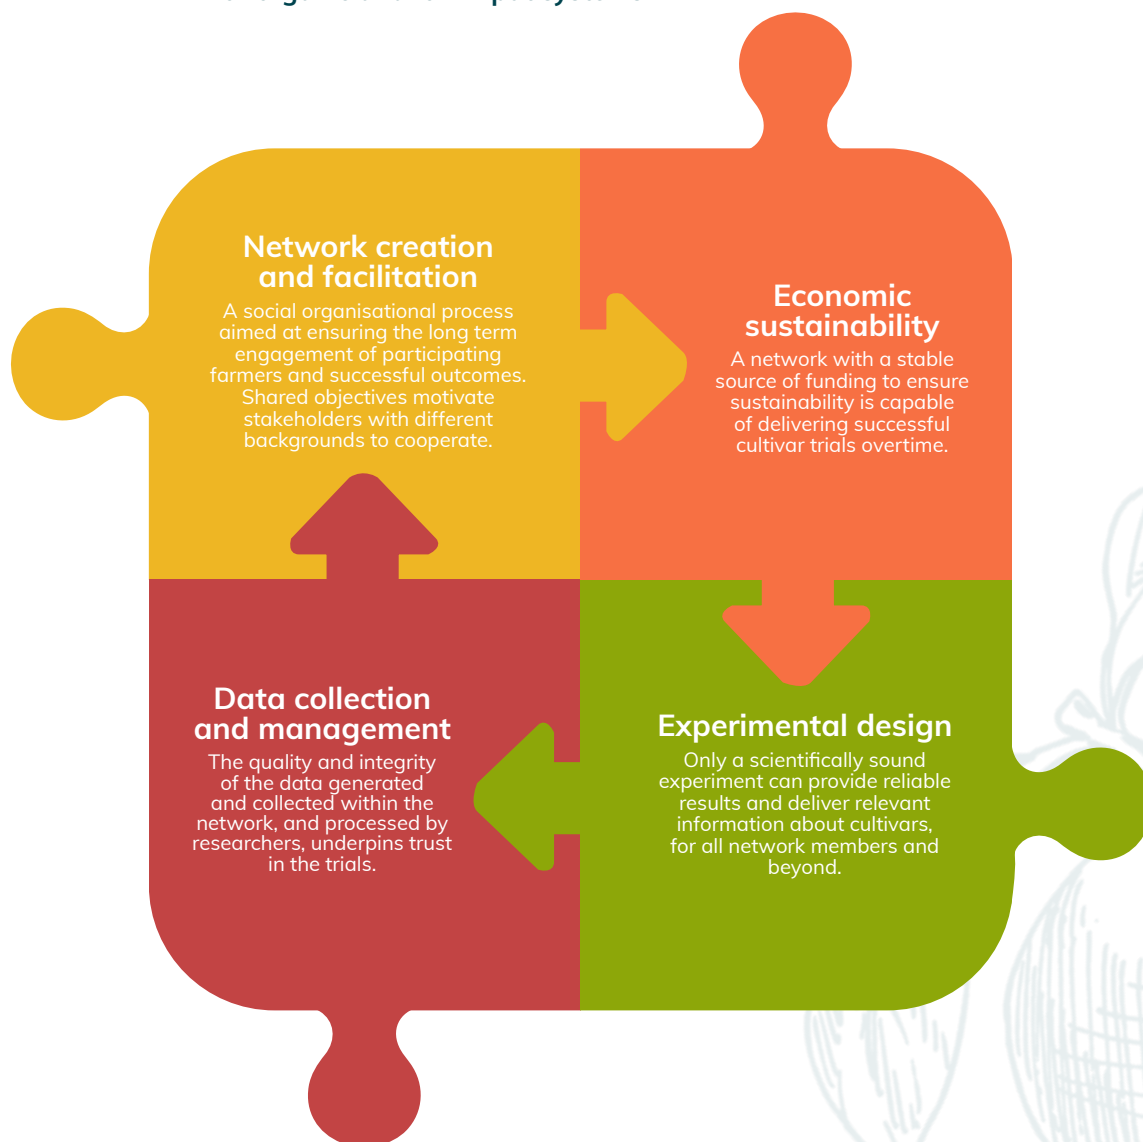 Network creation
and facilitation
A social organisational process
aimed at ensuring the long term
engagement of participating
farmers and successful outcomes.
Shared objectives motivate
stakeholders with different
backgrounds to cooperate.
Economic
sustainability
A network with a stable
source of funding to ensure
sustainability is capable
of delivering successful
cultivar trials overtime.
Data collection
and management
The quality and integrity
of the data generated
and collected within the
network, and processed by
researchers, underpins trust
in the trials.
Experimental design
Only a scientifically sound
experiment can provide reliable
results and deliver relevant
information about cultivars,
for all network members and
beyond.